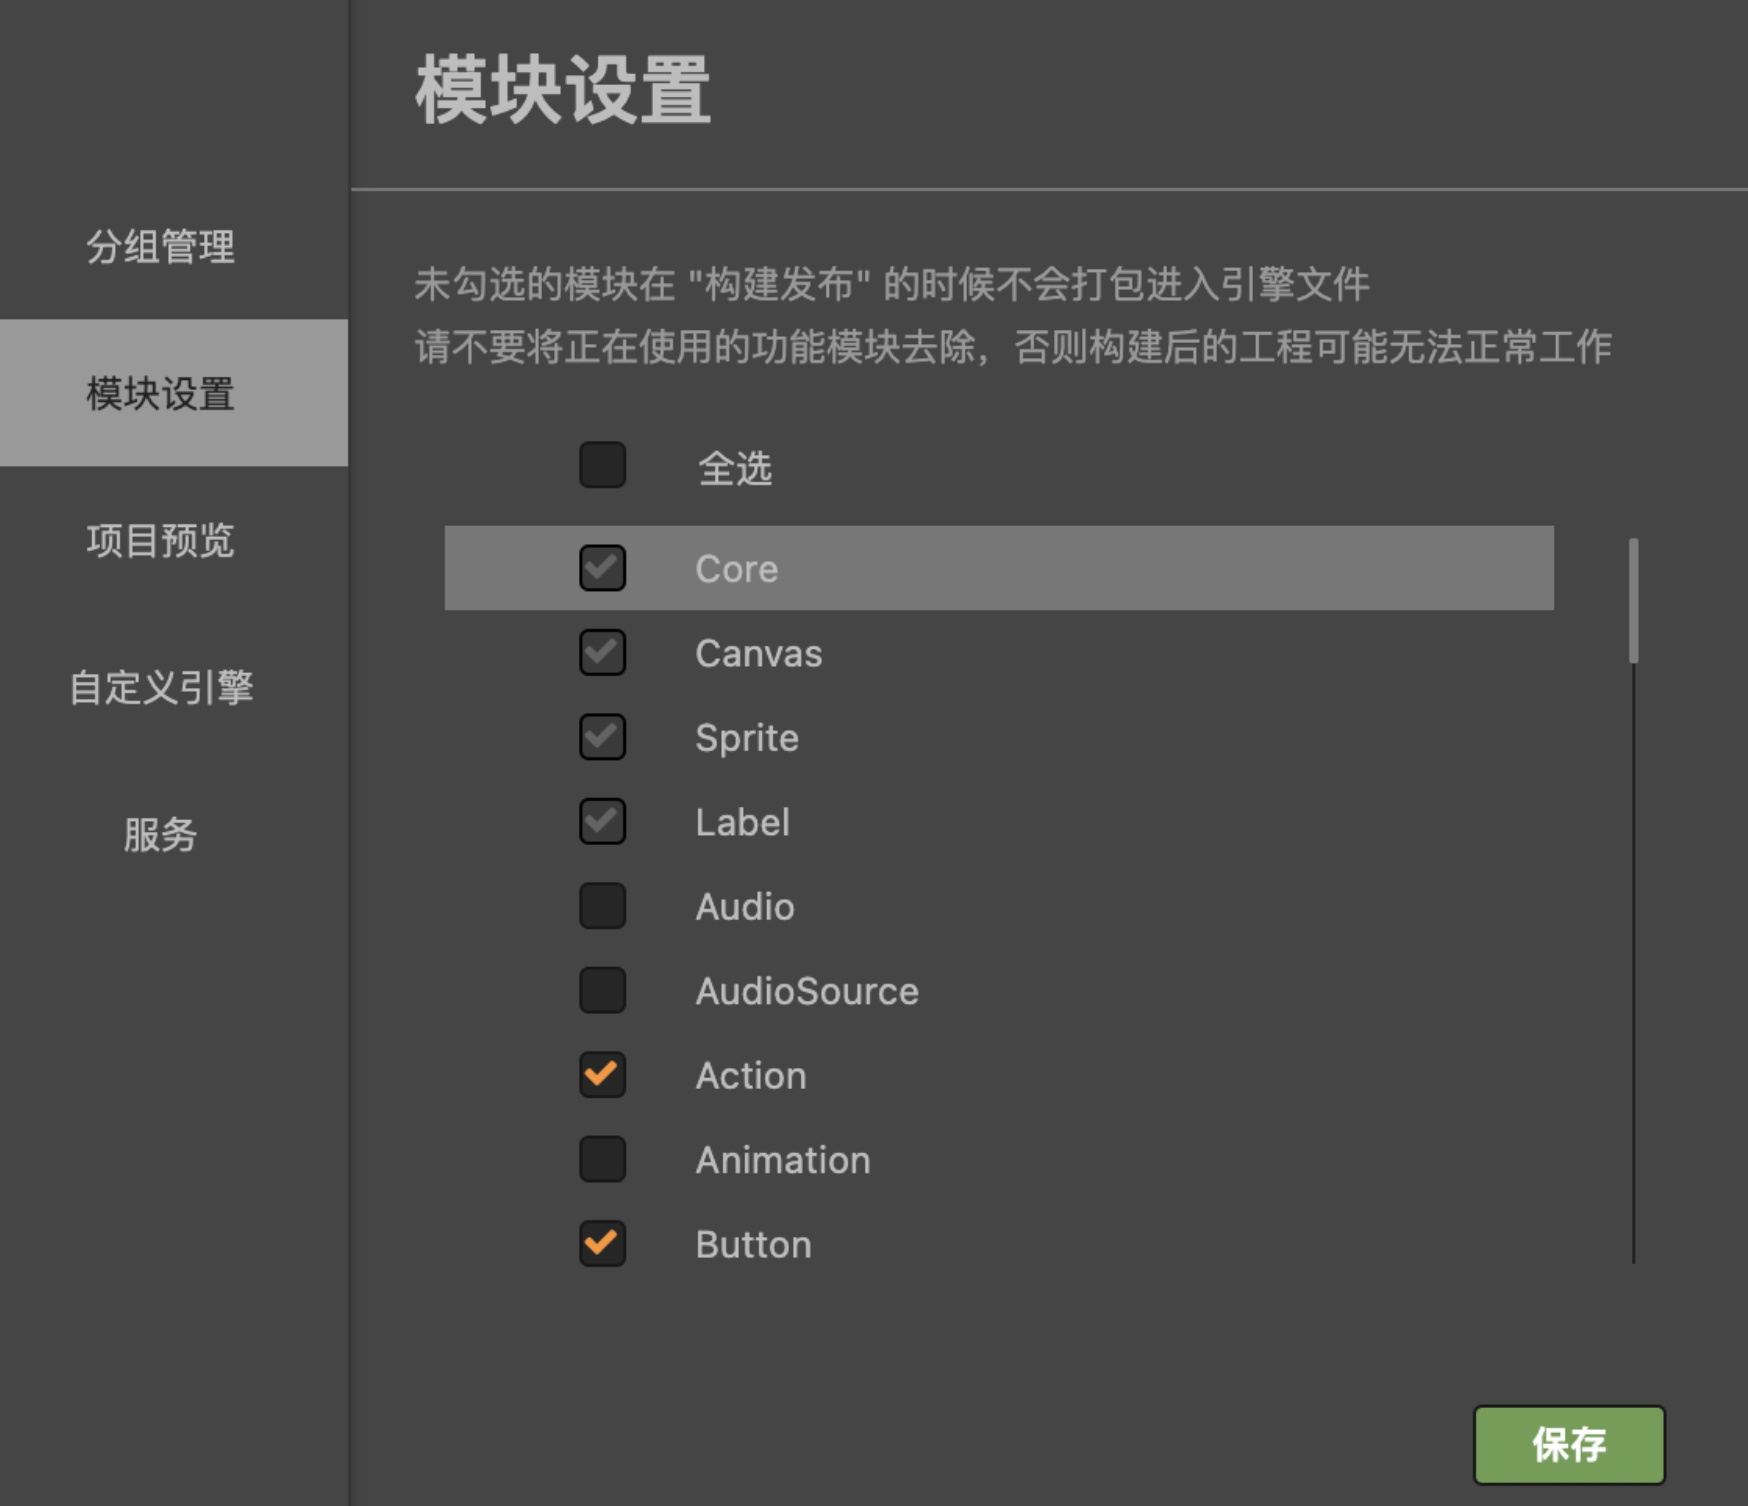 模块设置
分组管理
模块设置
项目预览
自定义引擎
服务
未勾选的模块在 "构建发布" 的时候不会打包进入引擎文件
请不要将正在使用的功能模块去除，否则构建后的工程可能无法正常工作
全选
Core
Canvas
Sprite
Label
Audio
AudioSource
Action
Animation
Button
保存